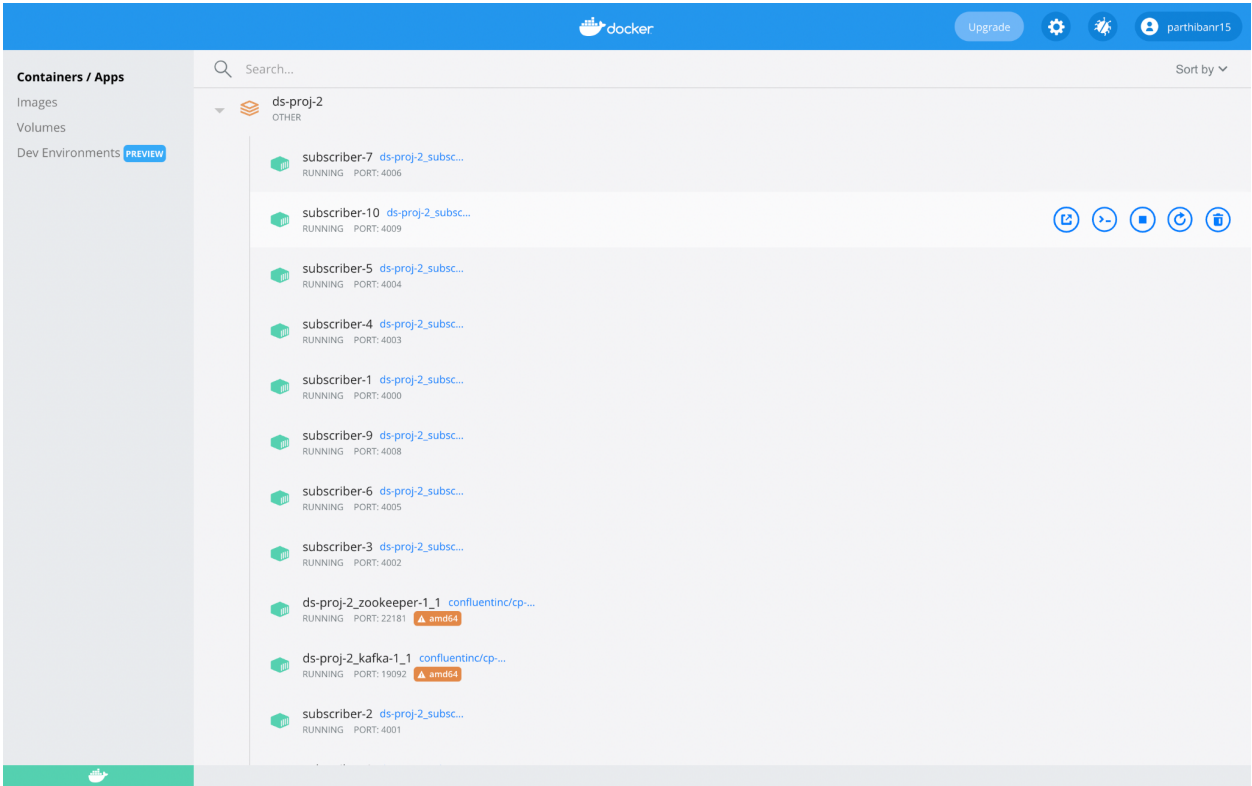 docker
Upgrade
parthibanr15
Containers / Apps
Images
Volumes
Dev Environments PREVIEW
Search...
Sort by
ds-proj-2
OTHER
subscriber-7 ds-proj-2_subsc...
RUNNING PORT: 4006
subscriber-10 ds-proj-2_subsc...
RUNNING PORT: 4009
subscriber-5 ds-proj-2_subsc...
RUNNING PORT: 4004
subscriber-4 ds-proj-2_subsc...
RUNNING PORT: 4003
subscriber-1 ds-proj-2_subsc...
RUNNING PORT: 4000
subscriber-9 ds-proj-2_subsc...
RUNNING PORT: 4008
subscriber-6 ds-proj-2_subsc...
RUNNING PORT: 4005
subscriber-3 ds-proj-2_subsc...
RUNNING PORT: 4002
ds-proj-2_zookeeper-1_1 confluentinc/cp-...
RUNNING PORT: 22181 amd64
ds-proj-2_kafka-1_1 confluentinc/cp-...
RUNNING PORT: 19092 amd64
subscriber-2 ds-proj-2_subsc...
RUNNING PORT: 4001